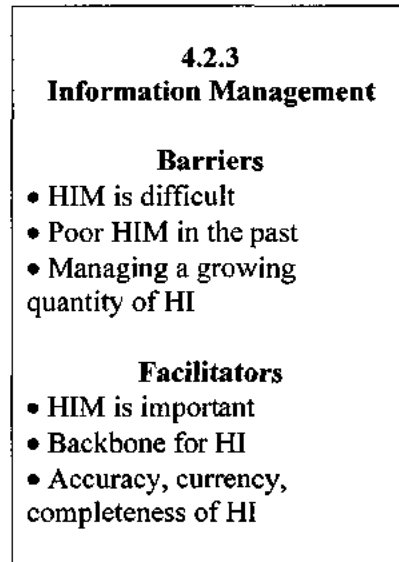 4.2.3
Information Management
Barriers
• HIM is difficult
• Poor HIM in the past
• Managing a growing
quantity of HI
Facilitators
• HIM is important
• Backbone for HI
• Accuracy, currency,
completeness of HI